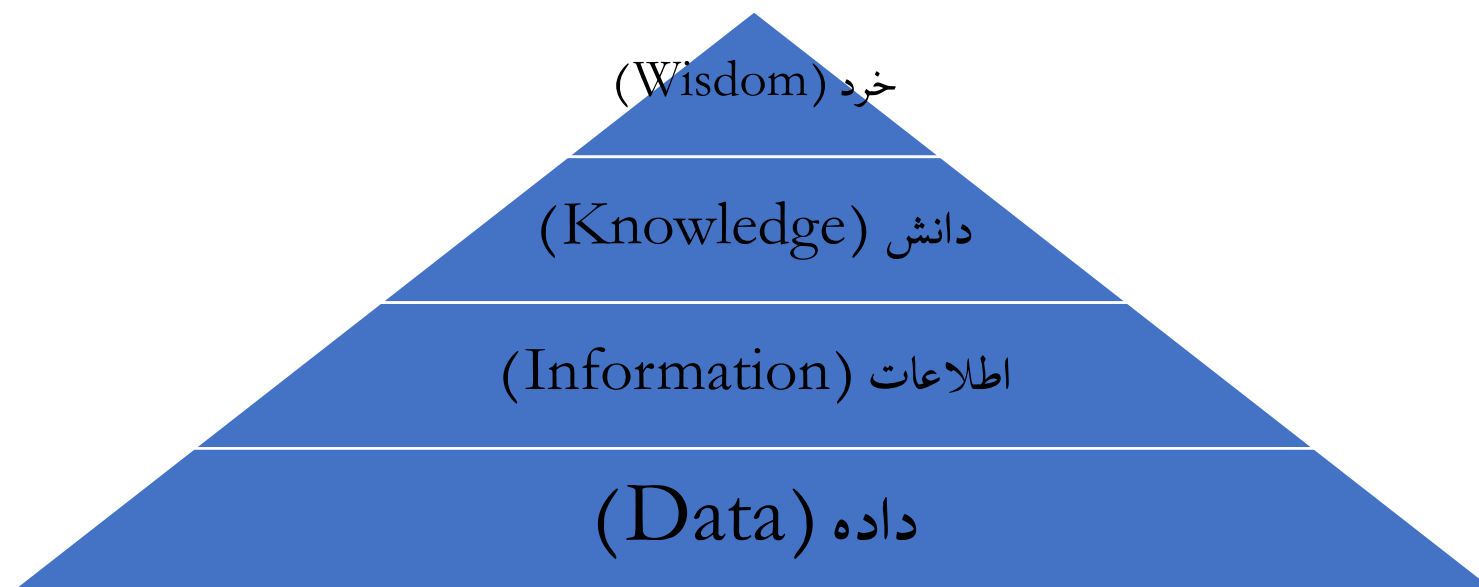 خرد (Wisdom)
دانش (Knowledge)
اطلاعات (Information)
داده (Data)